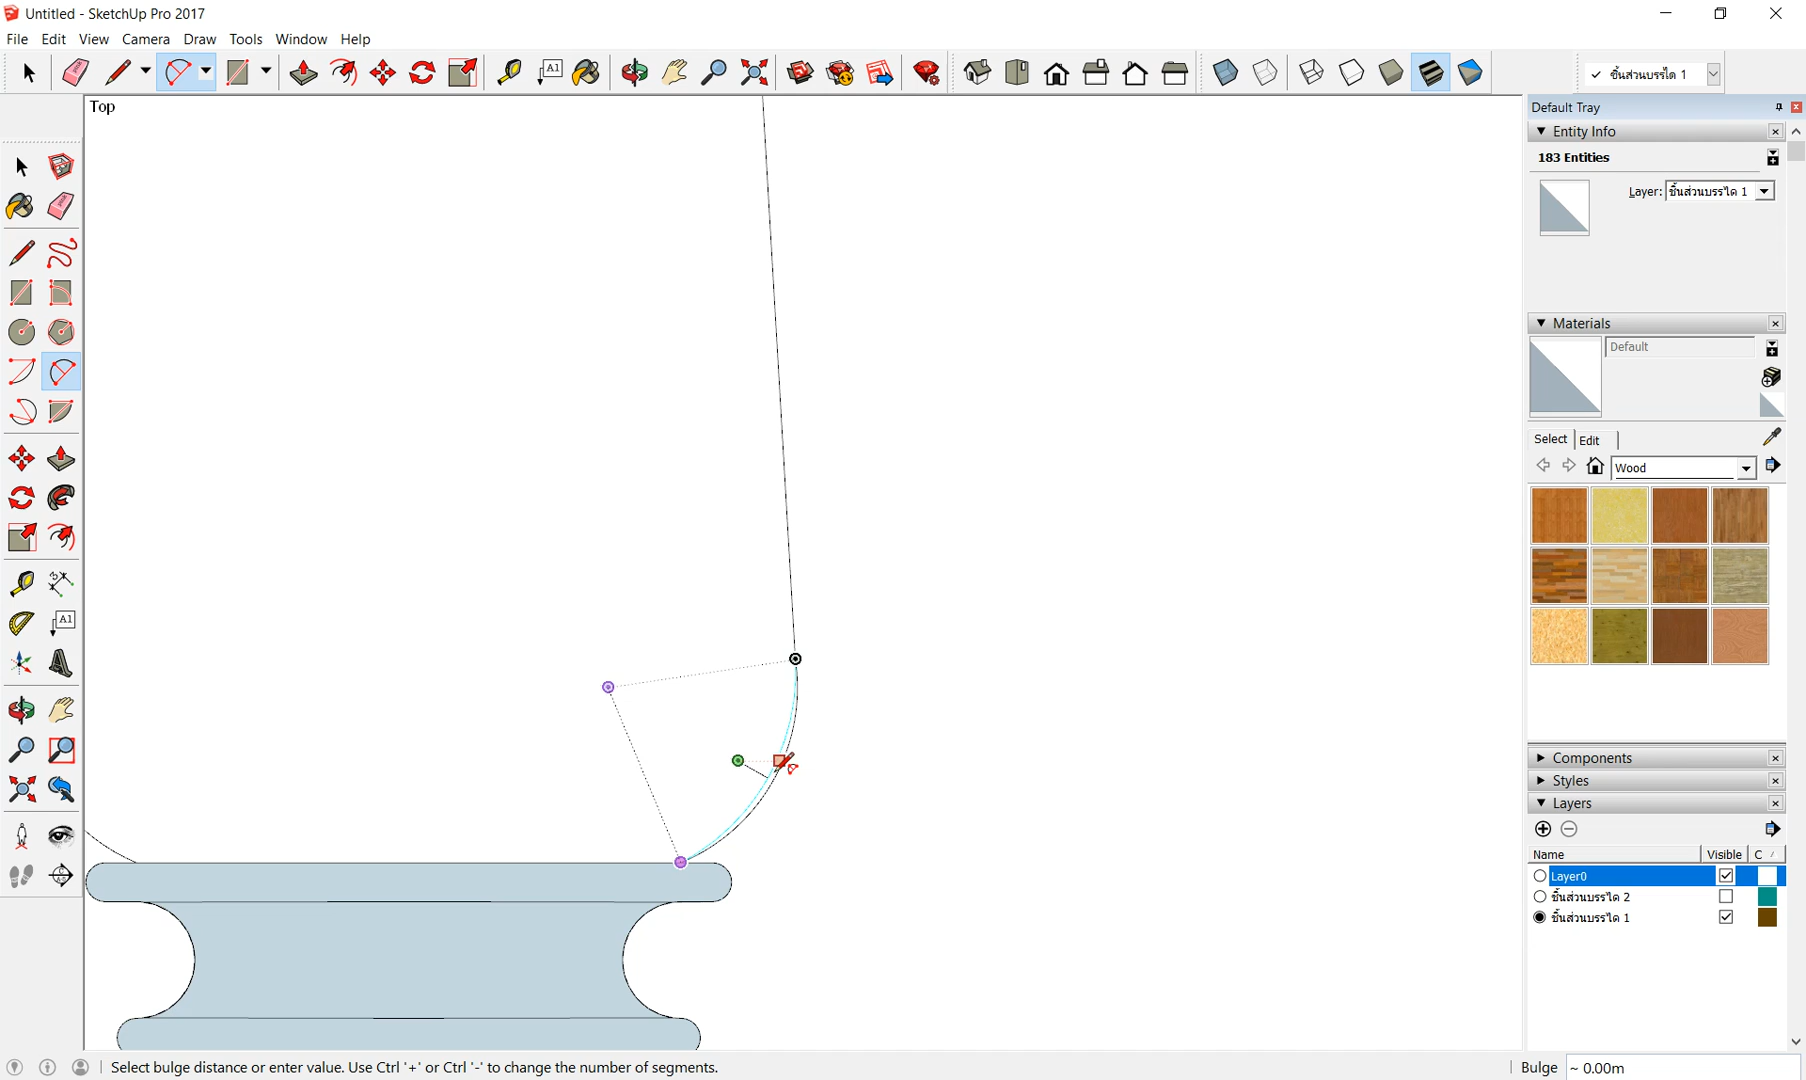 Untitled - SketchUp Pro 2017
File Edit View Camera Draw Tools Window Help
A1
✓ ชิ้นส่วนบรรได 1
Top
Default Tray
Entity Info
183 Entities
Layer: ชิ้นส่วนบรรได 1
Materials
Default
Select Edit
Wood
A1
Components
Styles
Layers
Name Visible C
Layer0
ชิ้นส่วนบรรได 2
ชิ้นส่วนบรรได 1
Select bulge distance or enter value. Use Ctrl '+' or Ctrl '-' to change the number of segments.
Bulge ~ 0.00m